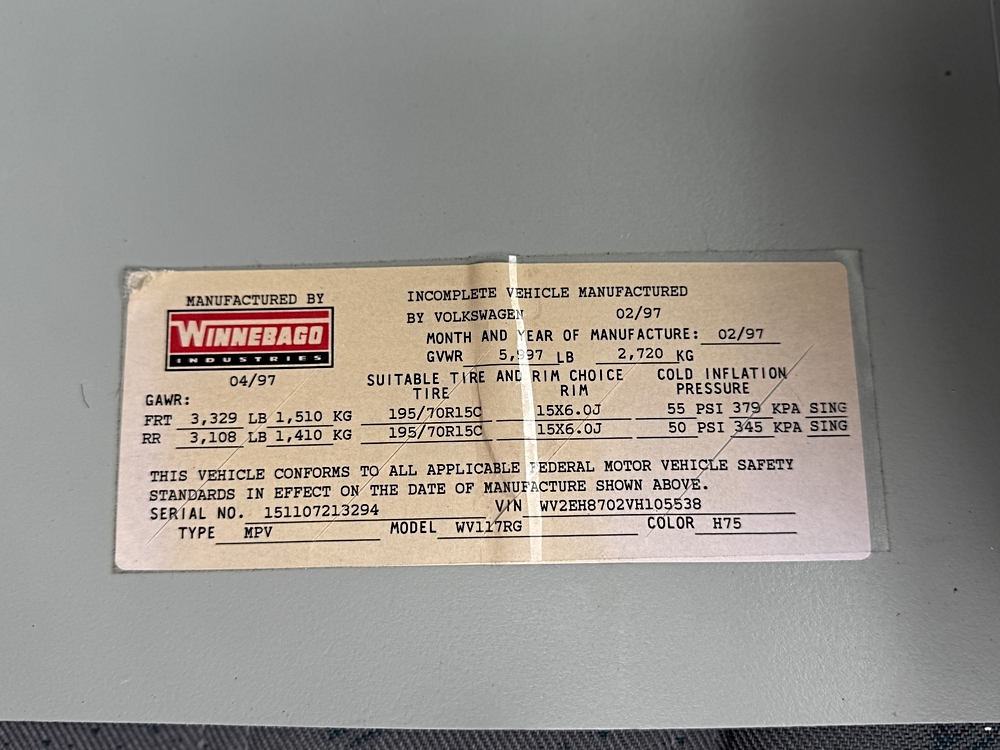 MANUFACTURED BY
WINNEBAGO
INDUSTRIES
04/97
INCOMPLETE VEHICLE MANUFACTURED
BY VOLKSWAGEN 02/97
MONTH AND YEAR OF MANUFACTURE: 02/97
GVWR 5,997 LB 2,720 KG
SUITABLE TIRE AND RIM CHOICE COLD INFLATION
TIRE RIM PRESSURE
GAWR:
FRT 3,329 LB 1,510 KG 195/70R15C 15X6.0J 55 PSI 379 KPA SING
RR 3,108 LB 1,410 KG 195/70R15C 15X6.0J 50 PSI 345 KPA SING
THIS VEHICLE CONFORMS TO ALL APPLICABLE FEDERAL MOTOR VEHICLE SAFETY
STANDARDS IN EFFECT ON THE DATE OF MANUFACTURE SHOWN ABOVE.
SERIAL NO. 151107213294 VIN WV2EH8702VH105538
TYPE MPV MODEL WV117RG COLOR H75